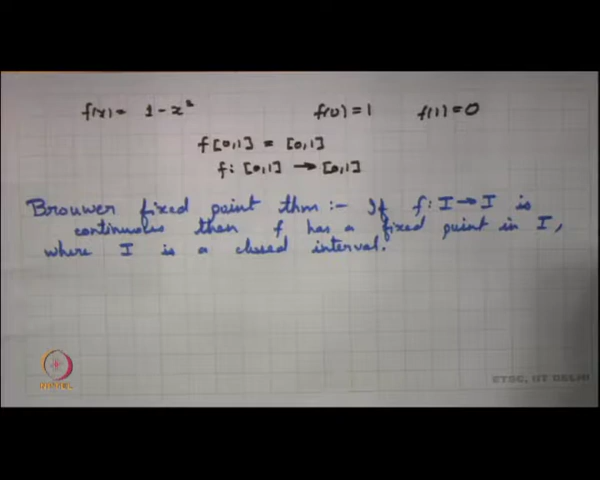 f(x) = 1 - x²    f(0) = 1    f(1) = 0
f[0,1] = [0,1]
f: [0,1] → [0,1]
Brouwer fixed point thm :- If f: I → I is
continuous then f has a fixed point in I,
where I is a closed interval.
NPTEL
ETSC, IIT DELHI